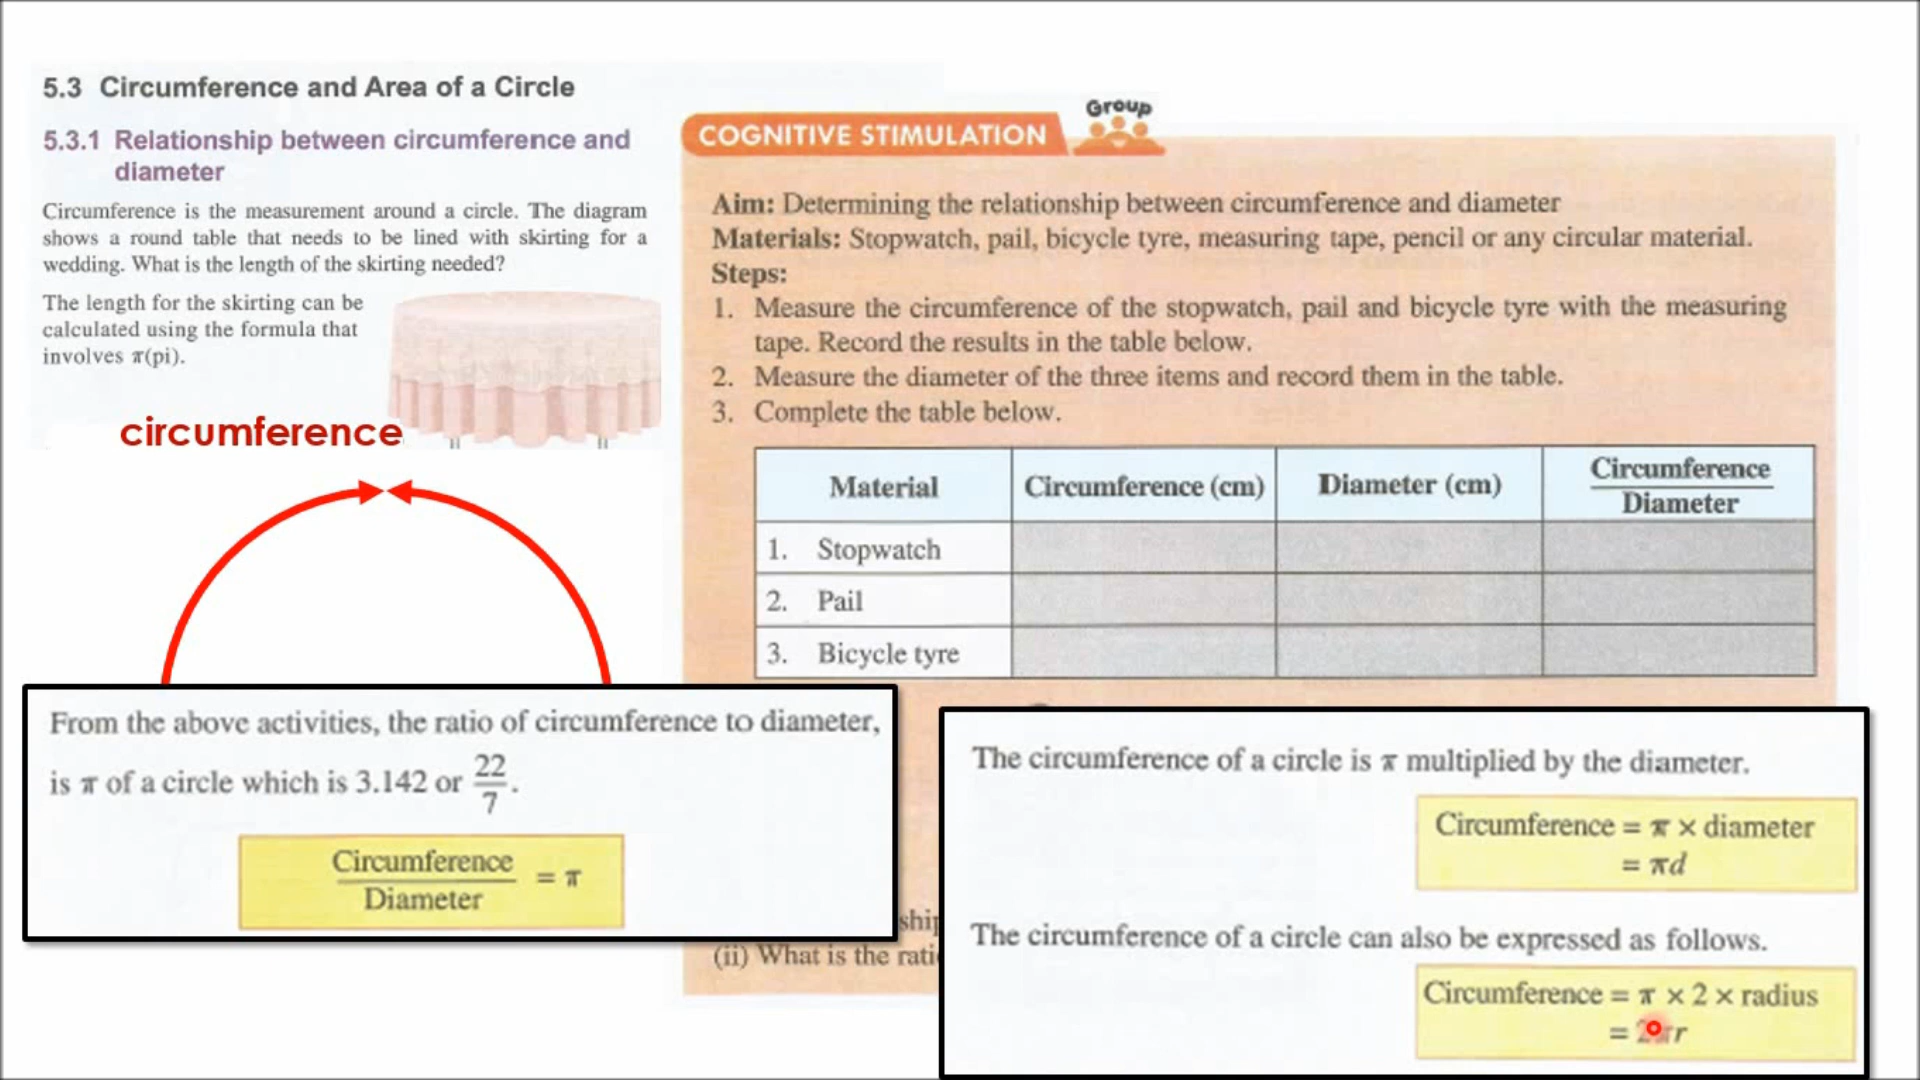 5.3 Circumference and Area of a Circle
5.3.1 Relationship between circumference and
diameter
Circumference is the measurement around a circle. The diagram
shows a round table that needs to be lined with skirting for a
wedding. What is the length of the skirting needed?
The length for the skirting can be
calculated using the formula that
involves π(pi).
circumference
Group
COGNITIVE STIMULATION
Aim: Determining the relationship between circumference and diameter
Materials: Stopwatch, pail, bicycle tyre, measuring tape, pencil or any circular material.
Steps:
1. Measure the circumference of the stopwatch, pail and bicycle tyre with the measuring
tape. Record the results in the table below.
2. Measure the diameter of the three items and record them in the table.
3. Complete the table below.
Material Circumference (cm) Diameter (cm) Circumference
Diameter
1. Stopwatch
2. Pail
3. Bicycle tyre
From the above activities, the ratio of circumference to diameter,
is π of a circle which is 3.142 or 22/7.
Circumference
= π
Diameter
(ii) What is the
The circumference of a circle is π multiplied by the diameter.
Circumference = π × diameter
= πd
The circumference of a circle can also be expressed as follows.
Circumference = π × 2 × radius
= 2πr